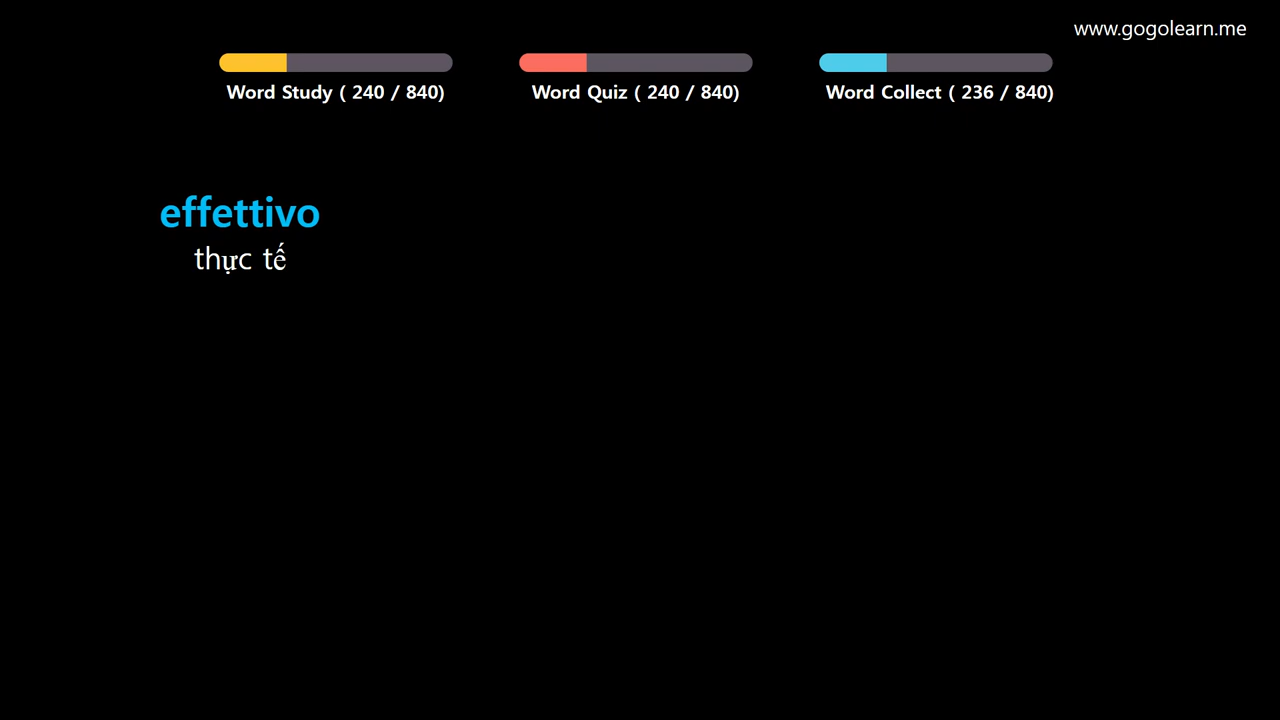 www.gogolearn.me
Word Study ( 240 / 840)
Word Quiz ( 240 / 840)
Word Collect ( 236 / 840)
effettivo
thực tế